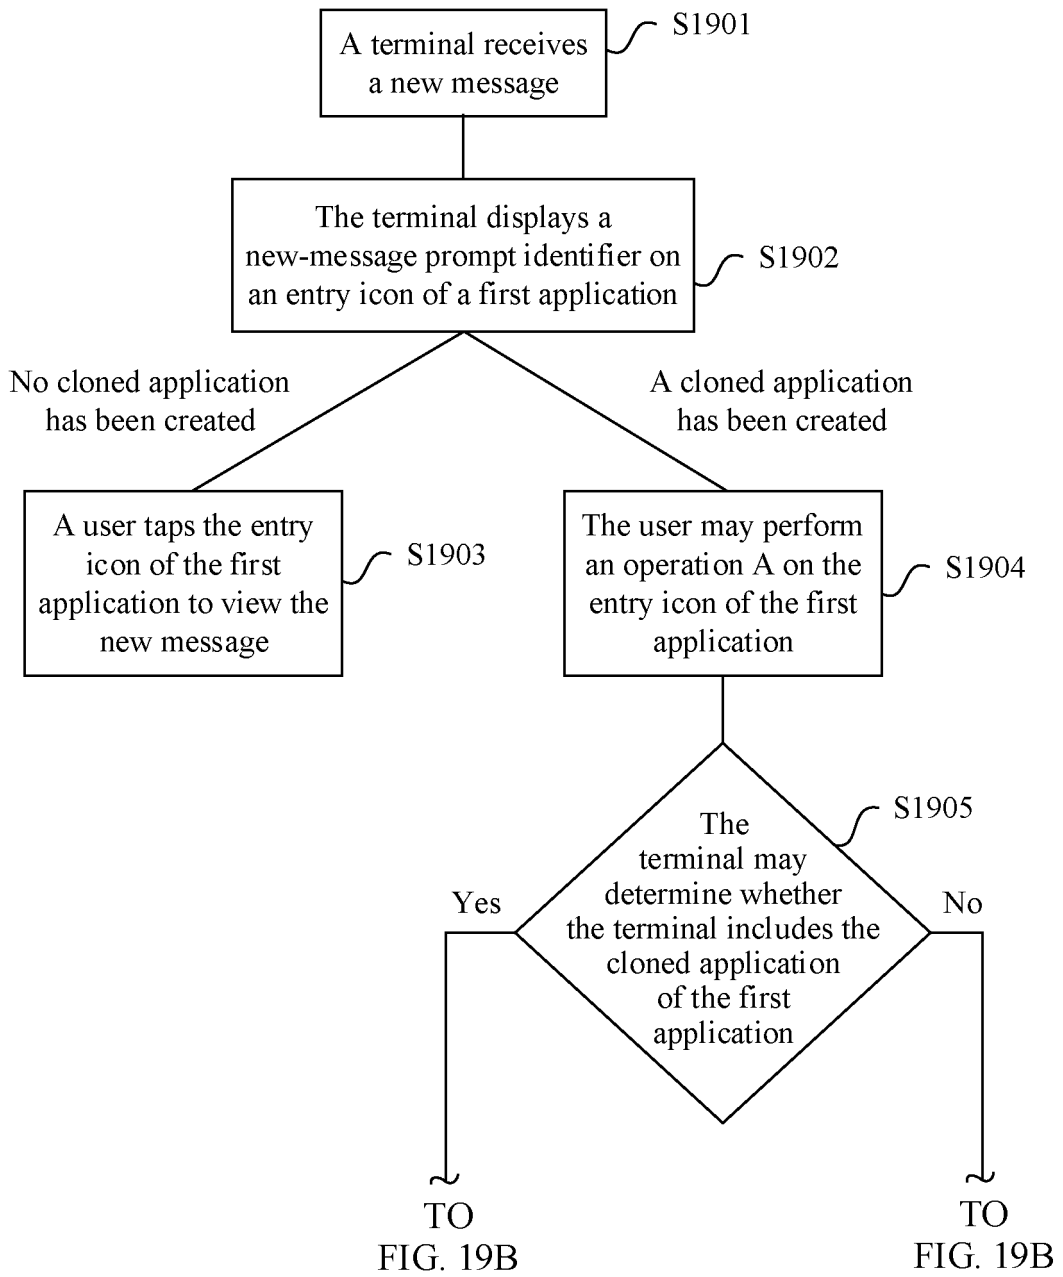 A terminal receives
a new message
S1901
The terminal displays a
new-message prompt identifier on
an entry icon of a first application
S1902
No cloned application
has been created
A cloned application
has been created
A user taps the entry
icon of the first
application to view the
new message
S1903
The user may perform
an operation A on the
entry icon of the first
application
S1904
The
terminal may
determine whether
the terminal includes the
cloned application
of the first
application
S1905
Yes
No
TO
FIG. 19B
TO
FIG. 19B